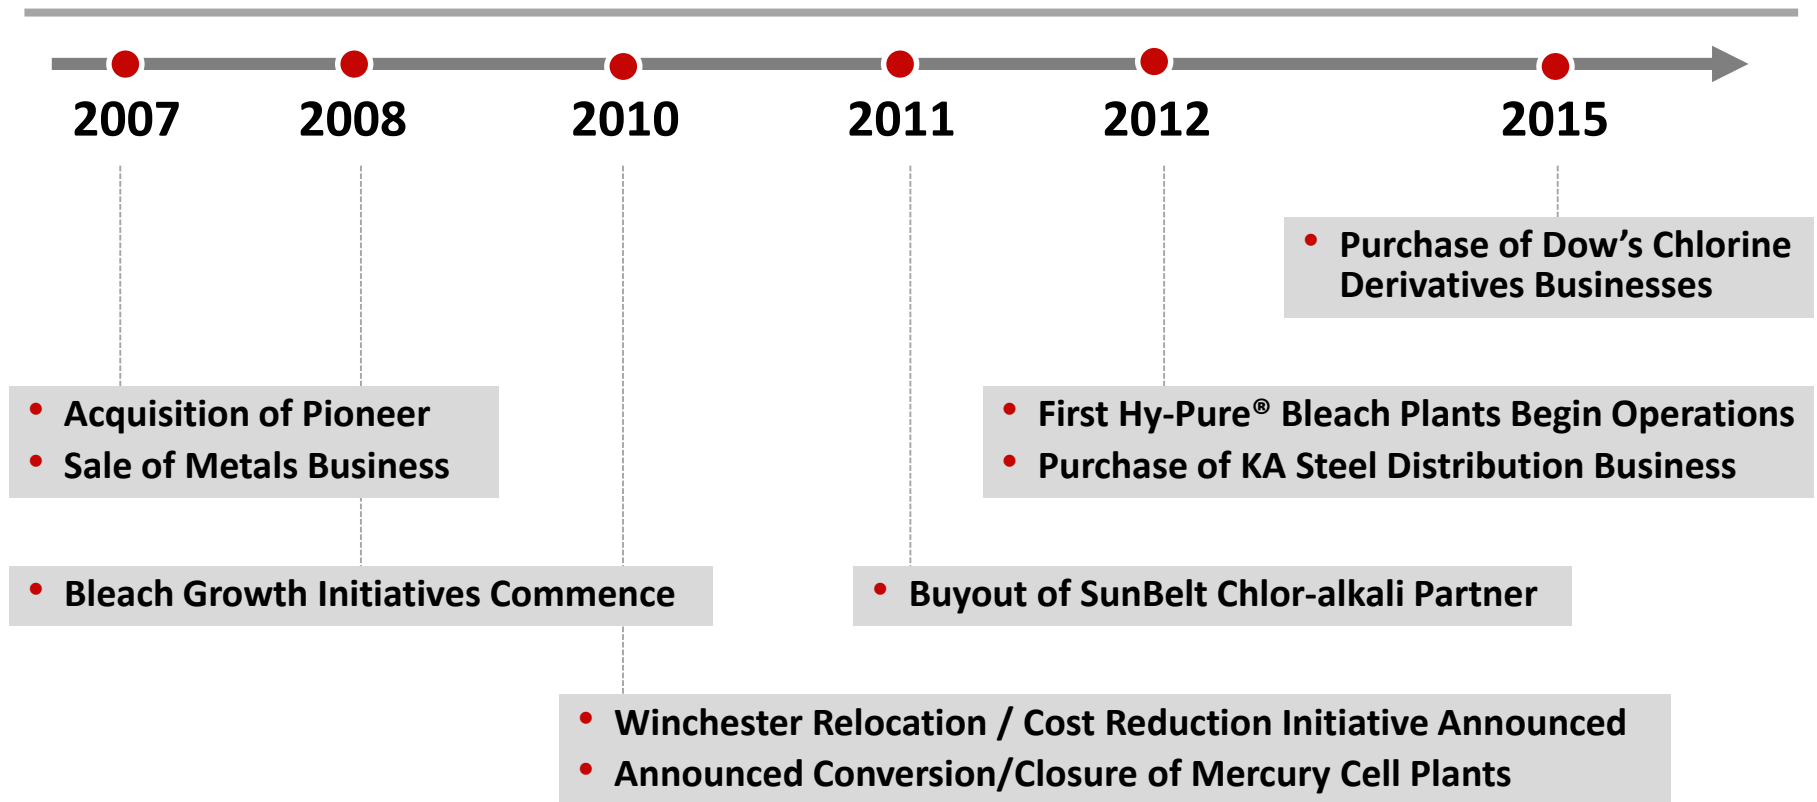 2007
2008
2010
2011
2012
2015
• Purchase of Dow’s Chlorine
Derivatives Businesses
• Acquisition of Pioneer
• Sale of Metals Business
• First Hy-Pure® Bleach Plants Begin Operations
• Purchase of KA Steel Distribution Business
• Bleach Growth Initiatives Commence
• Buyout of SunBelt Chlor-alkali Partner
• Winchester Relocation / Cost Reduction Initiative Announced
• Announced Conversion/Closure of Mercury Cell Plants